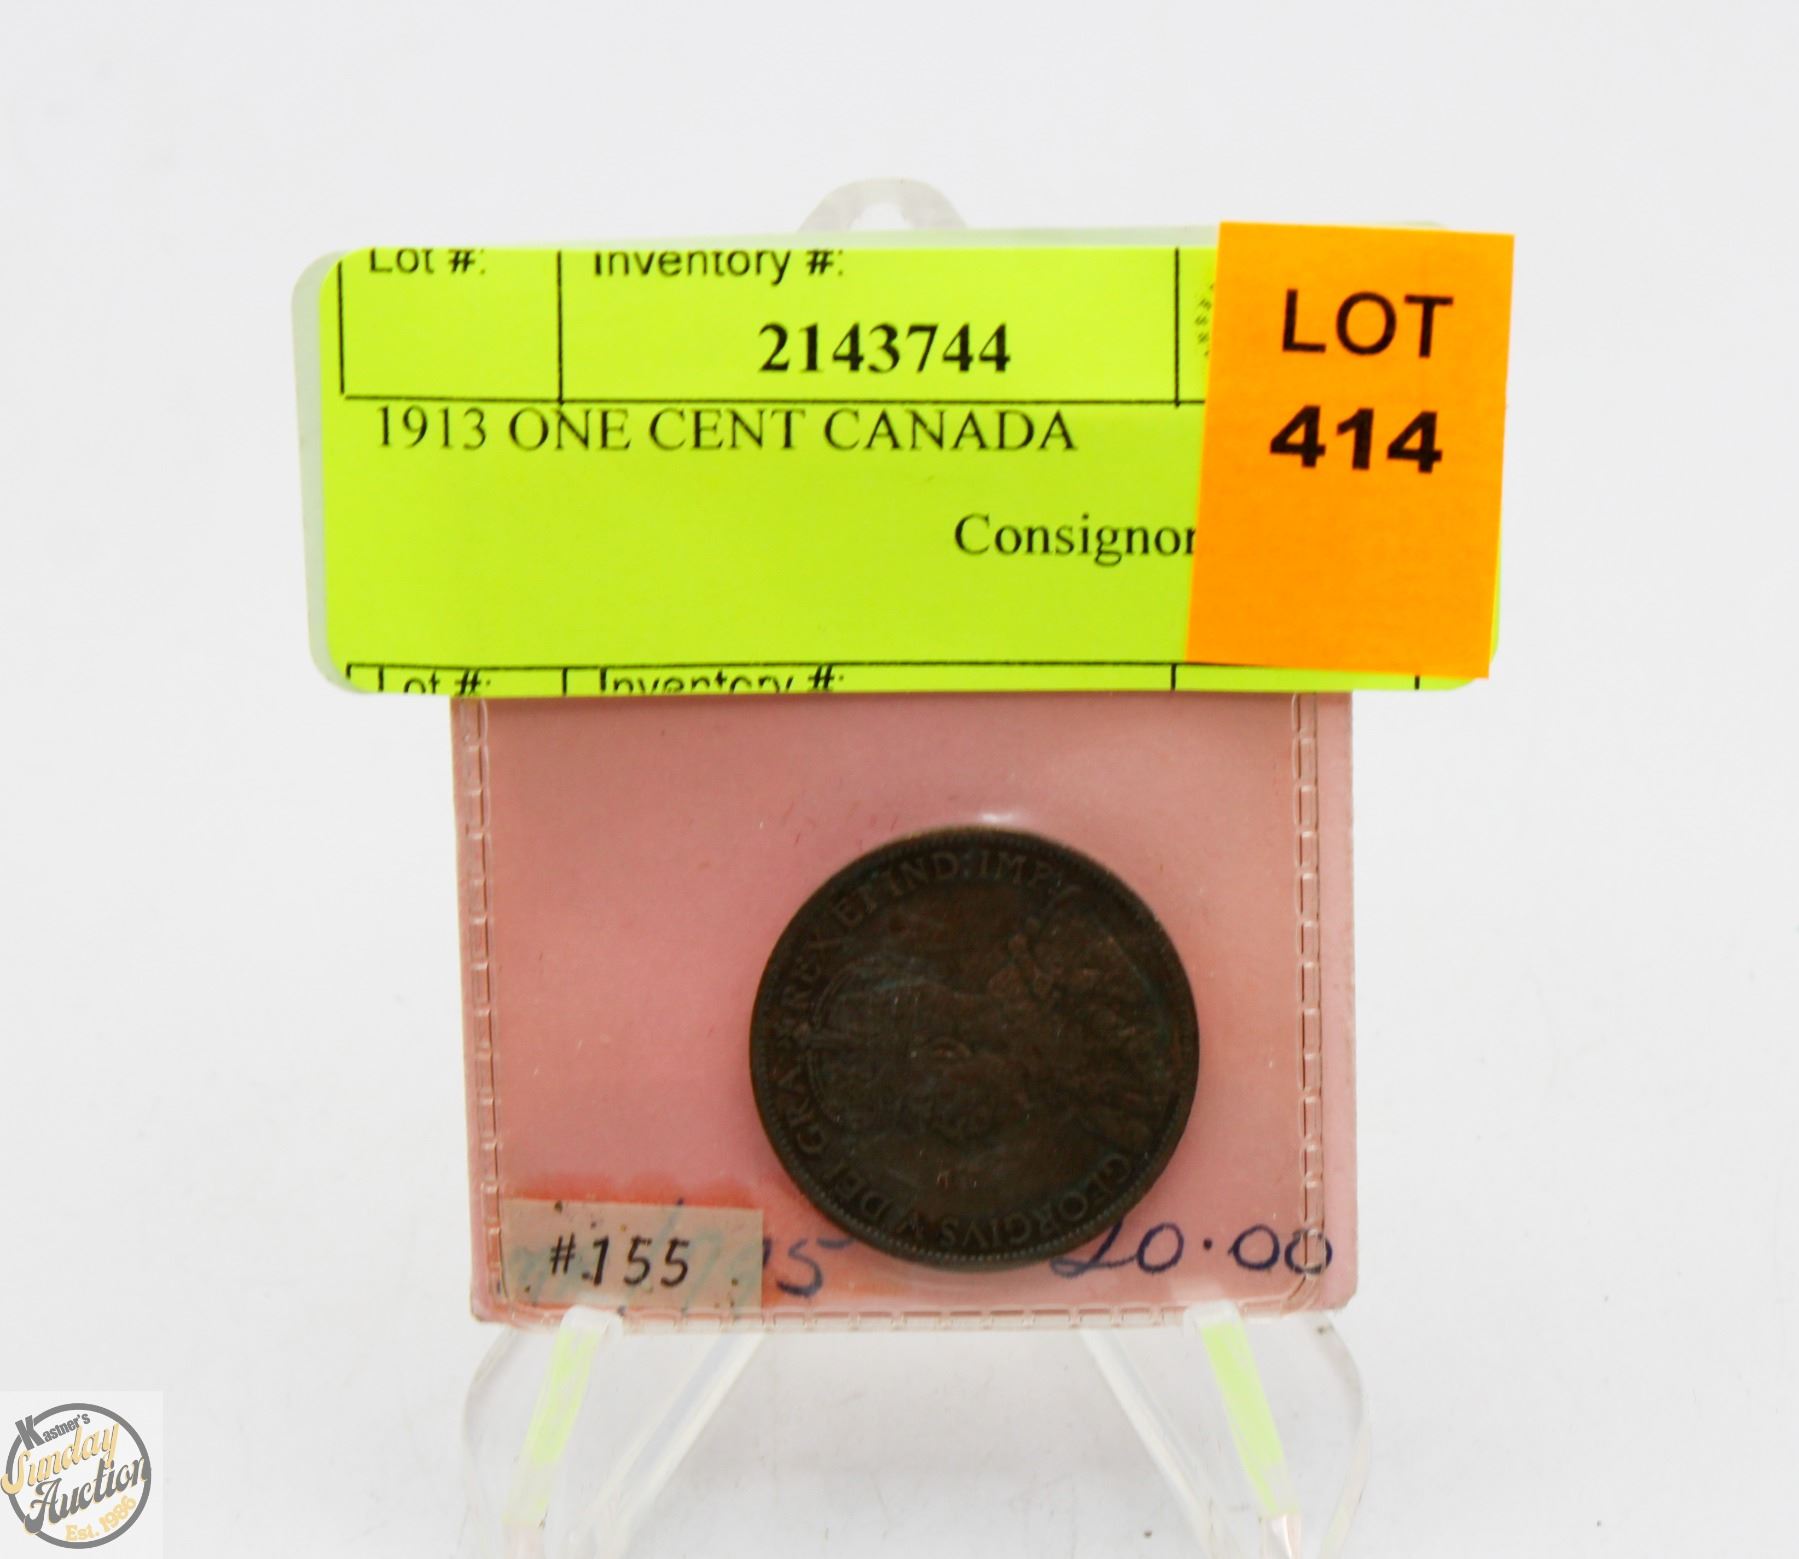 Lot #:
Inventory #:
2143744
1913 ONE CENT CANADA
Consignor
LOT
414
Lot #:
Inventory #:
GEORGIVS V DEI GRA: REX ET IND: IMP:
#155
20.00
Kastner's
Sunday
Auction
Est. 1986